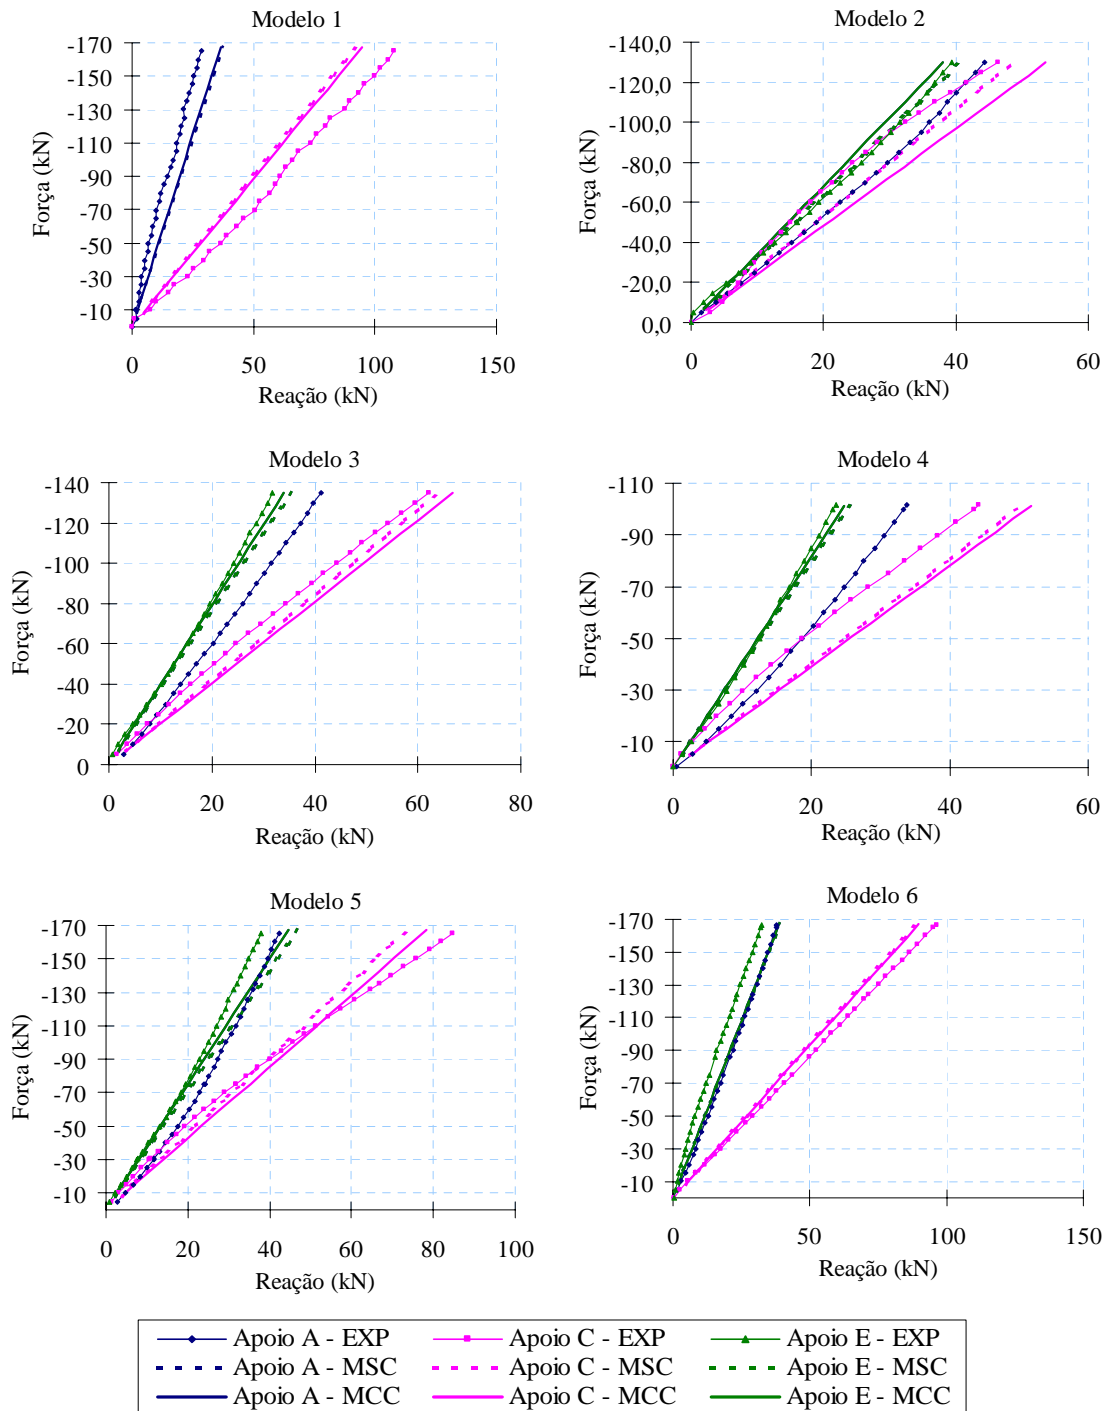 Modelo 1
-170
-150
-130
-110
-90
-70
-50
-30
-10
Força (kN)
0 50 100 150
Reação (kN)
Modelo 2
-140,0
-120,0
-100,0
-80,0
-60,0
-40,0
-20,0
0,0
Força (kN)
0 20 40 60
Reação (kN)
Modelo 3
-140
-120
-100
-80
-60
-40
-20
0
Força (kN)
0 20 40 60 80
Reação (kN)
Modelo 4
-110
-90
-70
-50
-30
-10
Força (kN)
0 20 40 60
Reação (kN)
Modelo 5
-170
-150
-130
-110
-90
-70
-50
-30
-10
Força (kN)
0 20 40 60 80 100
Reação (kN)
Modelo 6
-170
-150
-130
-110
-90
-70
-50
-30
-10
Força (kN)
0 50 100 150
Reação (kN)
Apoio A - EXP Apoio C - EXP Apoio E - EXP
Apoio A - MSC Apoio C - MSC Apoio E - MSC
Apoio A - MCC Apoio C - MCC Apoio E - MCC